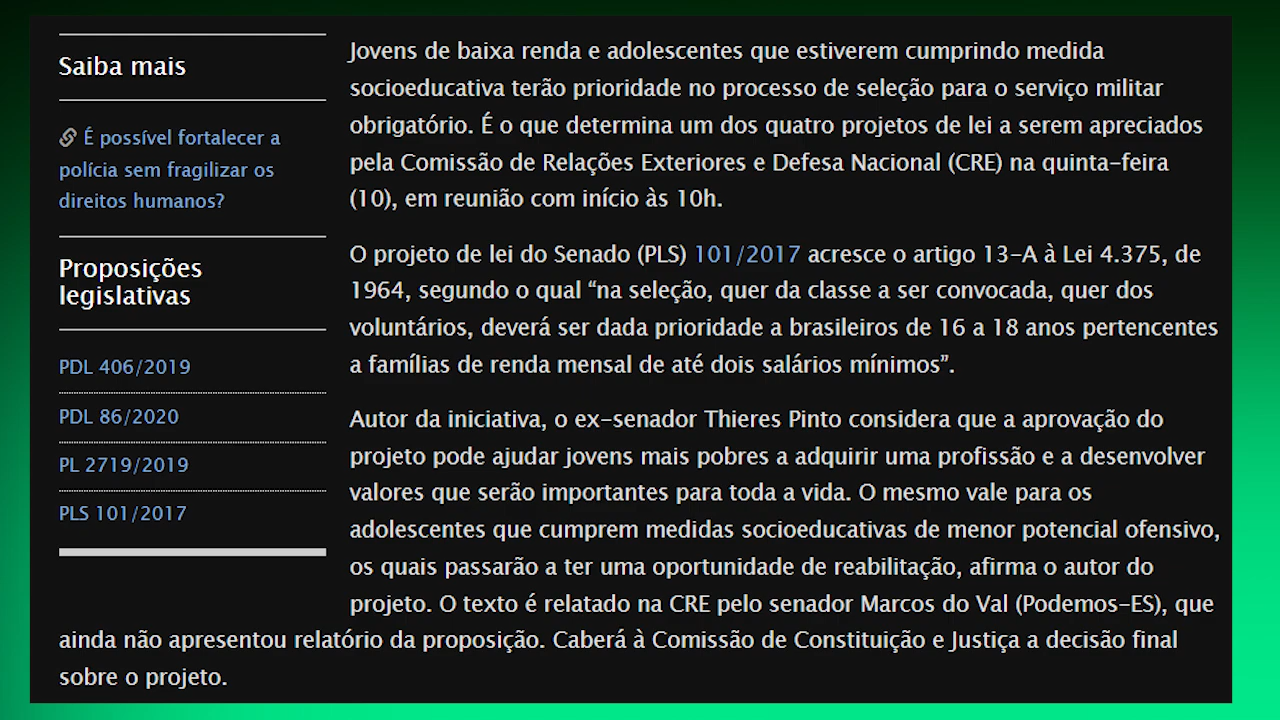 Saiba mais
É possível fortalecer a
polícia sem fragilizar os
direitos humanos?
Proposições
legislativas
PDL 406/2019
PDL 86/2020
PL 2719/2019
PLS 101/2017
Jovens de baixa renda e adolescentes que estiverem cumprindo medida
socioeducativa terão prioridade no processo de seleção para o serviço militar
obrigatório. É o que determina um dos quatro projetos de lei a serem apreciados
pela Comissão de Relações Exteriores e Defesa Nacional (CRE) na quinta-feira
(10), em reunião com início às 10h.
O projeto de lei do Senado (PLS) 101/2017 acresce o artigo 13-A à Lei 4.375, de
1964, segundo o qual “na seleção, quer da classe a ser convocada, quer dos
voluntários, deverá ser dada prioridade a brasileiros de 16 a 18 anos pertencentes
a famílias de renda mensal de até dois salários mínimos”.
Autor da iniciativa, o ex-senador Thieres Pinto considera que a aprovação do
projeto pode ajudar jovens mais pobres a adquirir uma profissão e a desenvolver
valores que serão importantes para toda a vida. O mesmo vale para os
adolescentes que cumprem medidas socioeducativas de menor potencial ofensivo,
os quais passarão a ter uma oportunidade de reabilitação, afirma o autor do
projeto. O texto é relatado na CRE pelo senador Marcos do Val (Podemos-ES), que
ainda não apresentou relatório da proposição. Caberá à Comissão de Constituição e Justiça a decisão final
sobre o projeto.